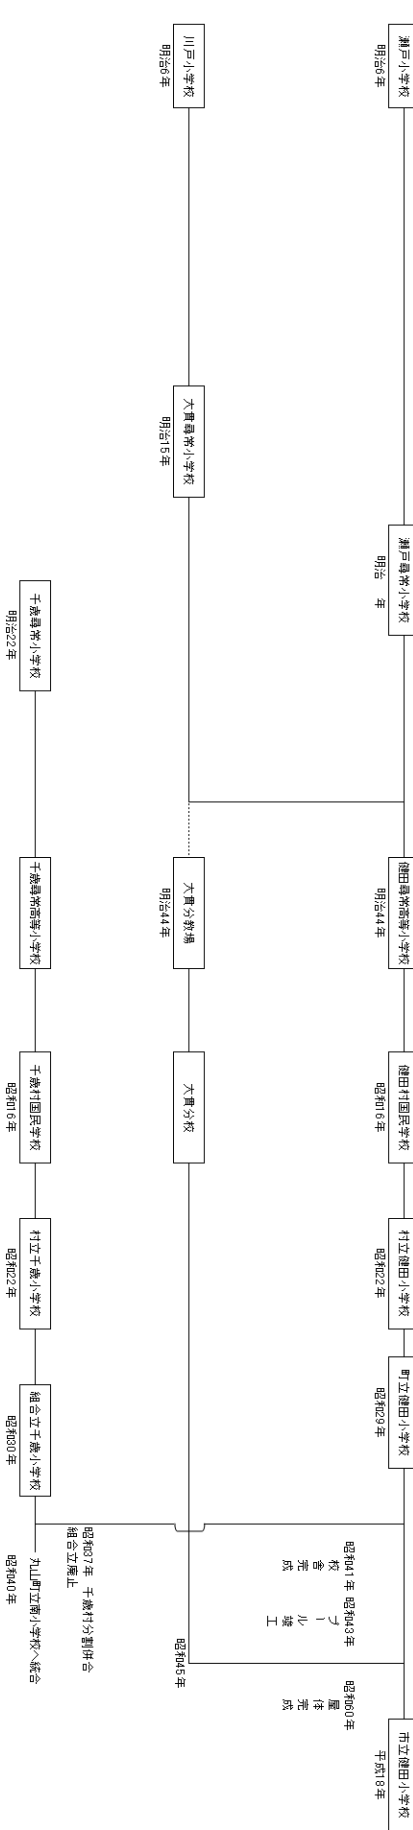 瀬戸小学校
明治6年
瀬戸尋常小学校
明治　年
健田尋常高等小学校
明治44年
健田村国民学校
昭和16年
村立健田小学校
昭和22年
町立健田小学校
昭和29年
昭和41年
校舎完成
昭和43年
プール竣工
昭和60年
屋体完成
市立健田小学校
平成18年
川戸小学校
明治6年
大貫尋常小学校
明治15年
大貫分教場
明治44年
大貫分校
昭和45年
千歳尋常小学校
明治22年
千歳尋常高等小学校
千歳村国民学校
昭和16年
村立千歳小学校
昭和22年
組合立千歳小学校
昭和30年
昭和37年 千歳村分割併合
組合立廃止
丸山町立南小学校へ統合
昭和40年